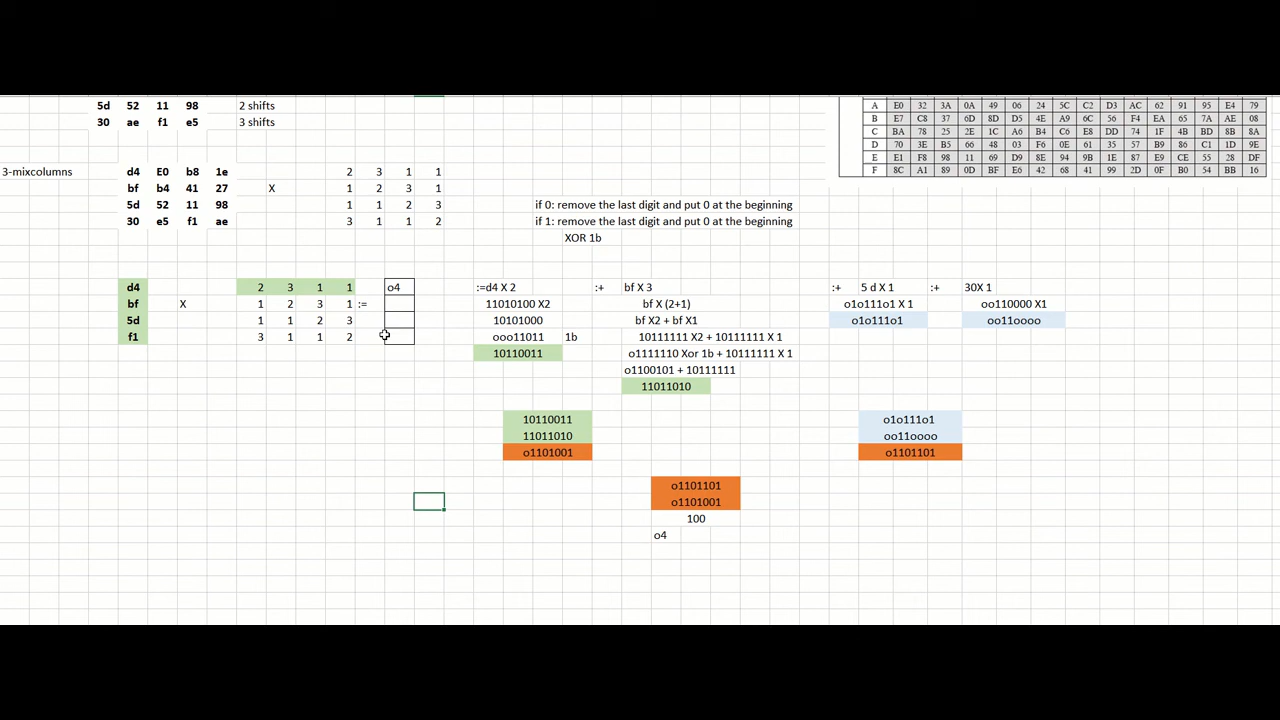 5d 52 11 98 2 shifts
30 ae f1 e5 3 shifts
A E0 32 3A 0A 49 06 24 5C C2 D3 AC 62 91 95 E4 79
B E7 C8 37 6D 8D D5 4E A9 6C 56 F4 EA 65 7A AE 08
C BA 78 25 2E 1C A6 B4 C6 E8 DD 74 1F 4B BD 8B 8A
D 70 3E B5 66 48 03 F6 0E 61 35 57 B9 86 C1 1D 9E
E E1 F8 98 11 69 D9 8E 94 9B 1E 87 E9 CE 55 28 DF
F 8C A1 89 0D BF E6 42 68 41 99 2D 0F B0 54 BB 16
3-mixcolumns d4 E0 b8 1e 2 3 1 1
bf b4 41 27 X 1 2 3 1
5d 52 11 98 1 1 2 3 if 0: remove the last digit and put 0 at the beginning
30 e5 f1 ae 3 1 1 2 if 1: remove the last digit and put 0 at the beginning
XOR 1b
d4 2 3 1 1 o4 :=d4 X 2 :+ bf X 3 :+ 5 d X 1 :+ 30X 1
bf X 1 2 3 1 := 11010100 X2 bf X (2+1) o1o111o1 X 1 oo110000 X1
5d 1 1 2 3 10101000 bf X2 + bf X1 o1o111o1 oo11oooo
f1 3 1 1 2 ooo11011 1b 10111111 X2 + 10111111 X 1
10110011 o1111110 Xor 1b + 10111111 X 1
o1100101 + 10111111
11011010
10110011 o1o111o1
11011010 oo11oooo
o1101001 o1101101
o1101101
o1101001
100
o4